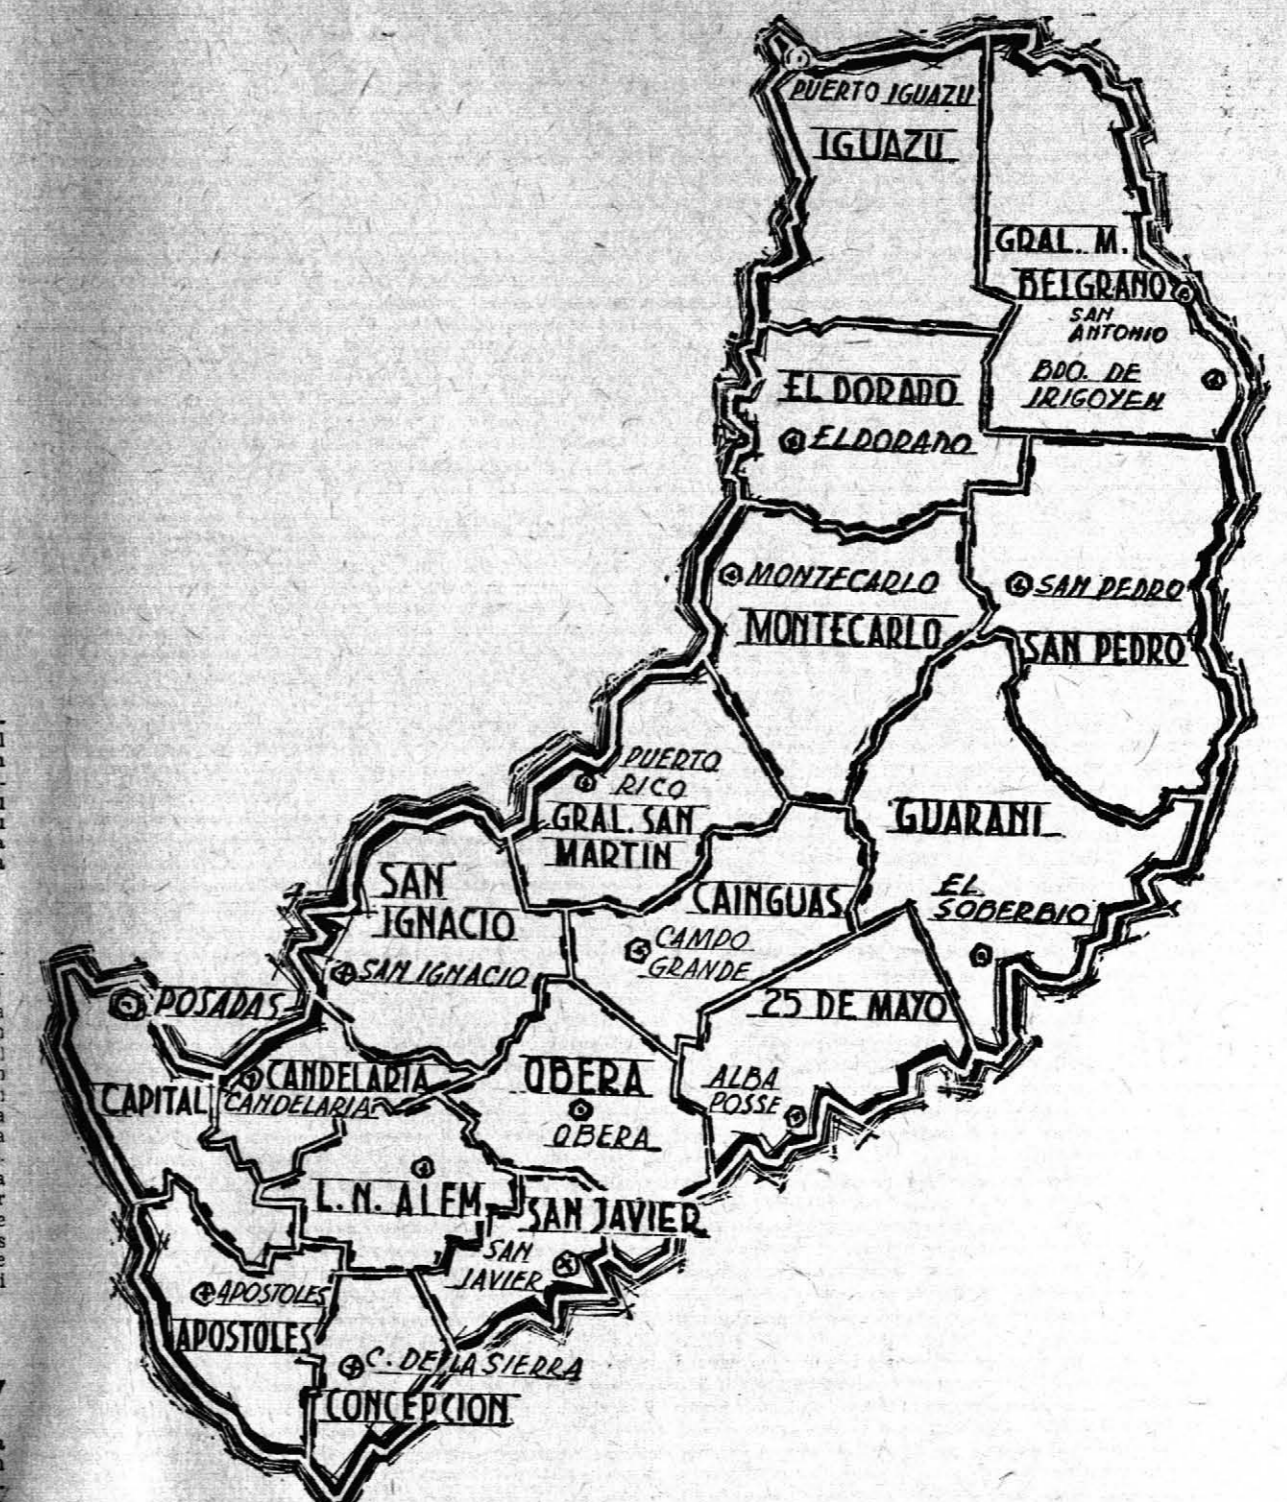 PUERTO IGUAZU
IGUAZU
GRAL. M.
BELGRANO
SAN
ANTONIO
BDO. DE
IRIGOYEN
EL DORADO
ELDORADO
MONTECARLO
MONTECARLO
SAN PEDRO
SAN PEDRO
PUERTO
RICO
GRAL. SAN
MARTIN
GUARANI
EL
SOBERBIO
SAN
IGNACIO
SAN IGNACIO
CAINGUAS
CAMPO
GRANDE
25 DE MAYO
ALBA
POSSE
POSADAS
CAPITAL
CANDELARIA
CANDELARIA
OBERA
OBERA
L.N. ALEM
SAN JAVIER
SAN
JAVIER
APOSTOLES
APOSTOLES
C. DE LA SIERRA
CONCEPCION